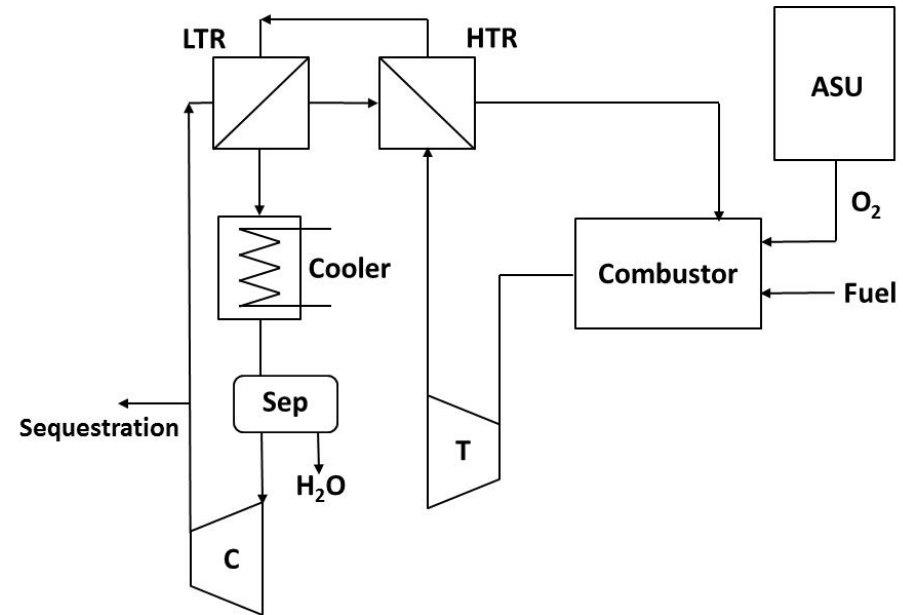 LTR
HTR
ASU
O₂
Cooler
Combustor
Fuel
Sep
Sequestration
T
H₂O
C